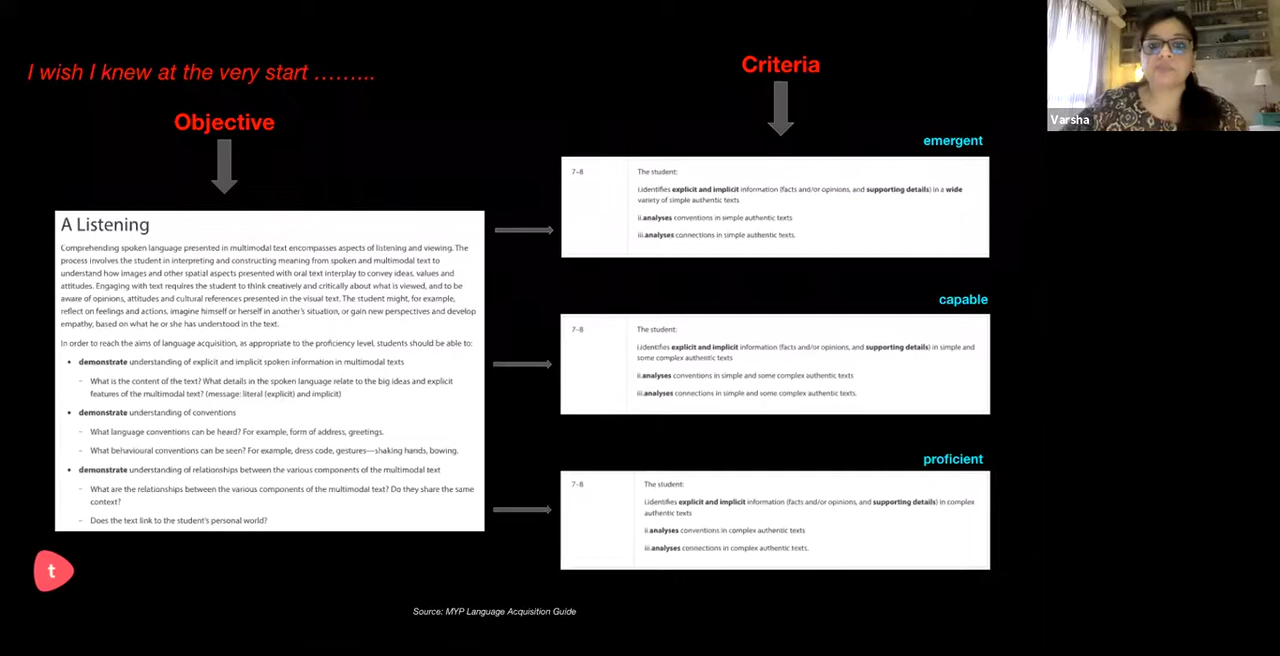 I wish I knew at the very start ………..
Objective
A Listening
Comprehending spoken language presented in multimodal text encompasses aspects of listening and viewing. The
process involves the student in interpreting and constructing meaning from spoken and multimodal text to
understand how images and other spatial aspects presented with oral text interplay to convey ideas, values and
attitudes. Engaging with text requires the student to think creatively and critically about what is viewed, and to be
aware of opinions, attitudes and cultural references presented in the visual text. The student might, for example,
reflect on feelings and actions, imagine himself or herself in another's situation, or gain new perspectives and develop
empathy, based on what he or she has understood in the text.
In order to reach the aims of language acquisition, as appropriate to the proficiency level, students should be able to:
• demonstrate understanding of explicit and implicit spoken information in multimodal texts
- What is the content of the text? What details in the spoken language relate to the big ideas and explicit
features of the multimodal text? (message: literal (explicit) and implicit)
• demonstrate understanding of conventions
- What language conventions can be heard? For example, form of address, greetings.
- What behavioural conventions can be seen? For example, dress code, gestures—shaking hands, bowing.
• demonstrate understanding of relationships between the various components of the multimodal text
- What are the relationships between the various components of the multimodal text? Do they share the same
context?
- Does the text link to the student's personal world?
Criteria
emergent
7–8 The student:
i.identifies explicit and implicit information (facts and/or opinions, and supporting details) in a wide
variety of simple authentic texts
ii.analyses conventions in simple authentic texts
iii.analyses connections in simple authentic texts.
capable
7–8 The student:
i.identifies explicit and implicit information (facts and/or opinions, and supporting details) in simple and
some complex authentic texts
ii.analyses conventions in simple and some complex authentic texts
iii.analyses connections in simple and some complex authentic texts.
proficient
7–8 The student:
i.identifies explicit and implicit information (facts and/or opinions, and supporting details) in complex
authentic texts
ii.analyses conventions in complex authentic texts
iii.analyses connections in complex authentic texts.
t
Source: MYP Language Acquisition Guide
Varsha